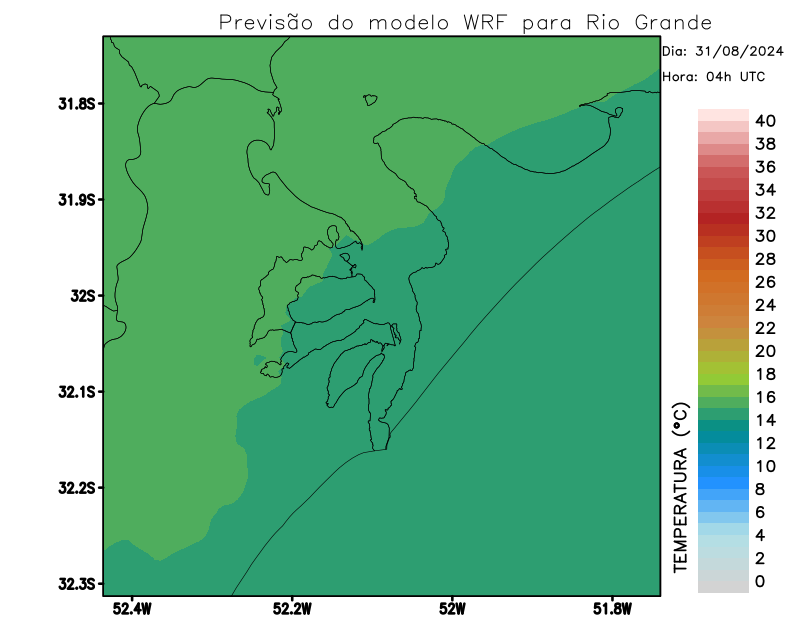 Previsão do modelo WRF para Rio Grande
Dia: 31/08/2024
Hora: 04h UTC
31.8S
31.9S
32S
32.1S
32.2S
32.3S
52.4W
52.2W
52W
51.8W
TEMPERATURA (°C)
40
38
36
34
32
30
28
26
24
22
20
18
16
14
12
10
8
6
4
2
0